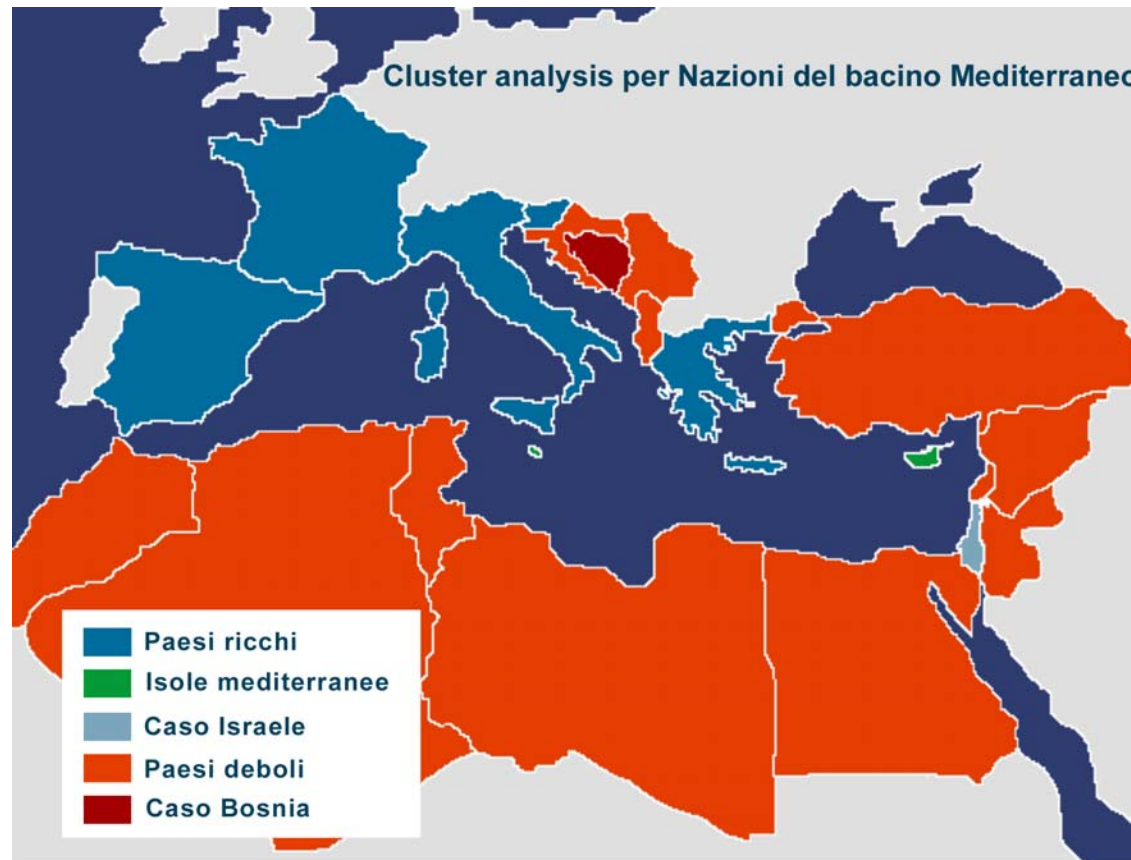 Cluster analysis per Nazioni del bacino Mediterraneo
Paesi ricchi
Isole mediterranee
Caso Israele
Paesi deboli
Caso Bosnia